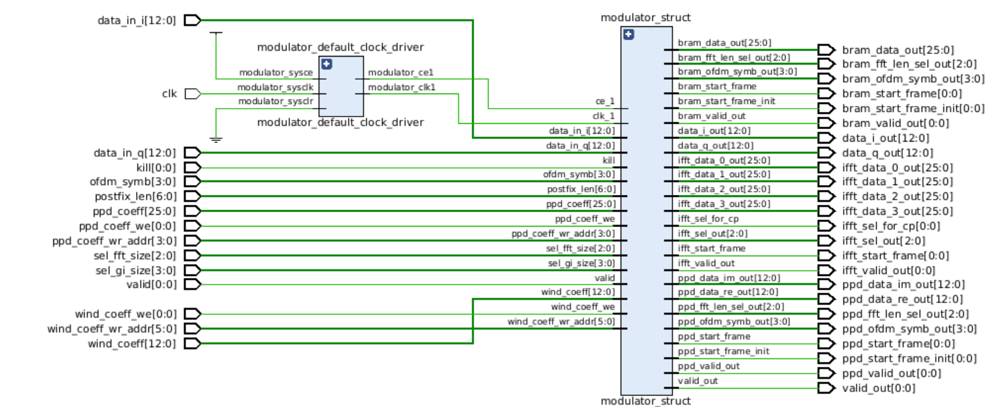 data_in_i[12:0]
clk
data_in_q[12:0]
kill[0:0]
ofdm_symb[3:0]
postfix_len[6:0]
ppd_coeff[25:0]
ppd_coeff_we[0:0]
ppd_coeff_wr_addr[3:0]
sel_fft_size[2:0]
sel_gi_size[3:0]
valid[0:0]
wind_coeff_we[0:0]
wind_coeff_wr_addr[5:0]
wind_coeff[12:0]
modulator_default_clock_driver
modulator_sysce
modulator_sysclk
modulator_sysclr
modulator_ce1
modulator_clk1
modulator_default_clock_driver
modulator_struct
ce_1
clk_1
data_in_i[12:0]
data_in_q[12:0]
kill
ofdm_symb[3:0]
postfix_len[6:0]
ppd_coeff[25:0]
ppd_coeff_we
ppd_coeff_wr_addr[3:0]
sel_fft_size[2:0]
sel_gi_size[3:0]
valid
wind_coeff[12:0]
wind_coeff_we
wind_coeff_wr_addr[5:0]
bram_data_out[25:0]
bram_fft_len_sel_out[2:0]
bram_ofdm_symb_out[3:0]
bram_start_frame
bram_start_frame_init
bram_valid_out
data_i_out[12:0]
data_q_out[12:0]
ifft_data_0_out[25:0]
ifft_data_1_out[25:0]
ifft_data_2_out[25:0]
ifft_data_3_out[25:0]
ifft_sel_for_cp
ifft_sel_out[2:0]
ifft_start_frame
ifft_valid_out
ppd_data_im_out[12:0]
ppd_data_re_out[12:0]
ppd_fft_len_sel_out[2:0]
ppd_ofdm_symb_out[3:0]
ppd_start_frame
ppd_start_frame_init
ppd_valid_out
valid_out
modulator_struct
bram_data_out[25:0]
bram_fft_len_sel_out[2:0]
bram_ofdm_symb_out[3:0]
bram_start_frame[0:0]
bram_start_frame_init[0:0]
bram_valid_out[0:0]
data_i_out[12:0]
data_q_out[12:0]
ifft_data_0_out[25:0]
ifft_data_1_out[25:0]
ifft_data_2_out[25:0]
ifft_data_3_out[25:0]
ifft_sel_for_cp[0:0]
ifft_sel_out[2:0]
ifft_start_frame[0:0]
ifft_valid_out[0:0]
ppd_data_im_out[12:0]
ppd_data_re_out[12:0]
ppd_fft_len_sel_out[2:0]
ppd_ofdm_symb_out[3:0]
ppd_start_frame[0:0]
ppd_start_frame_init[0:0]
ppd_valid_out[0:0]
valid_out[0:0]